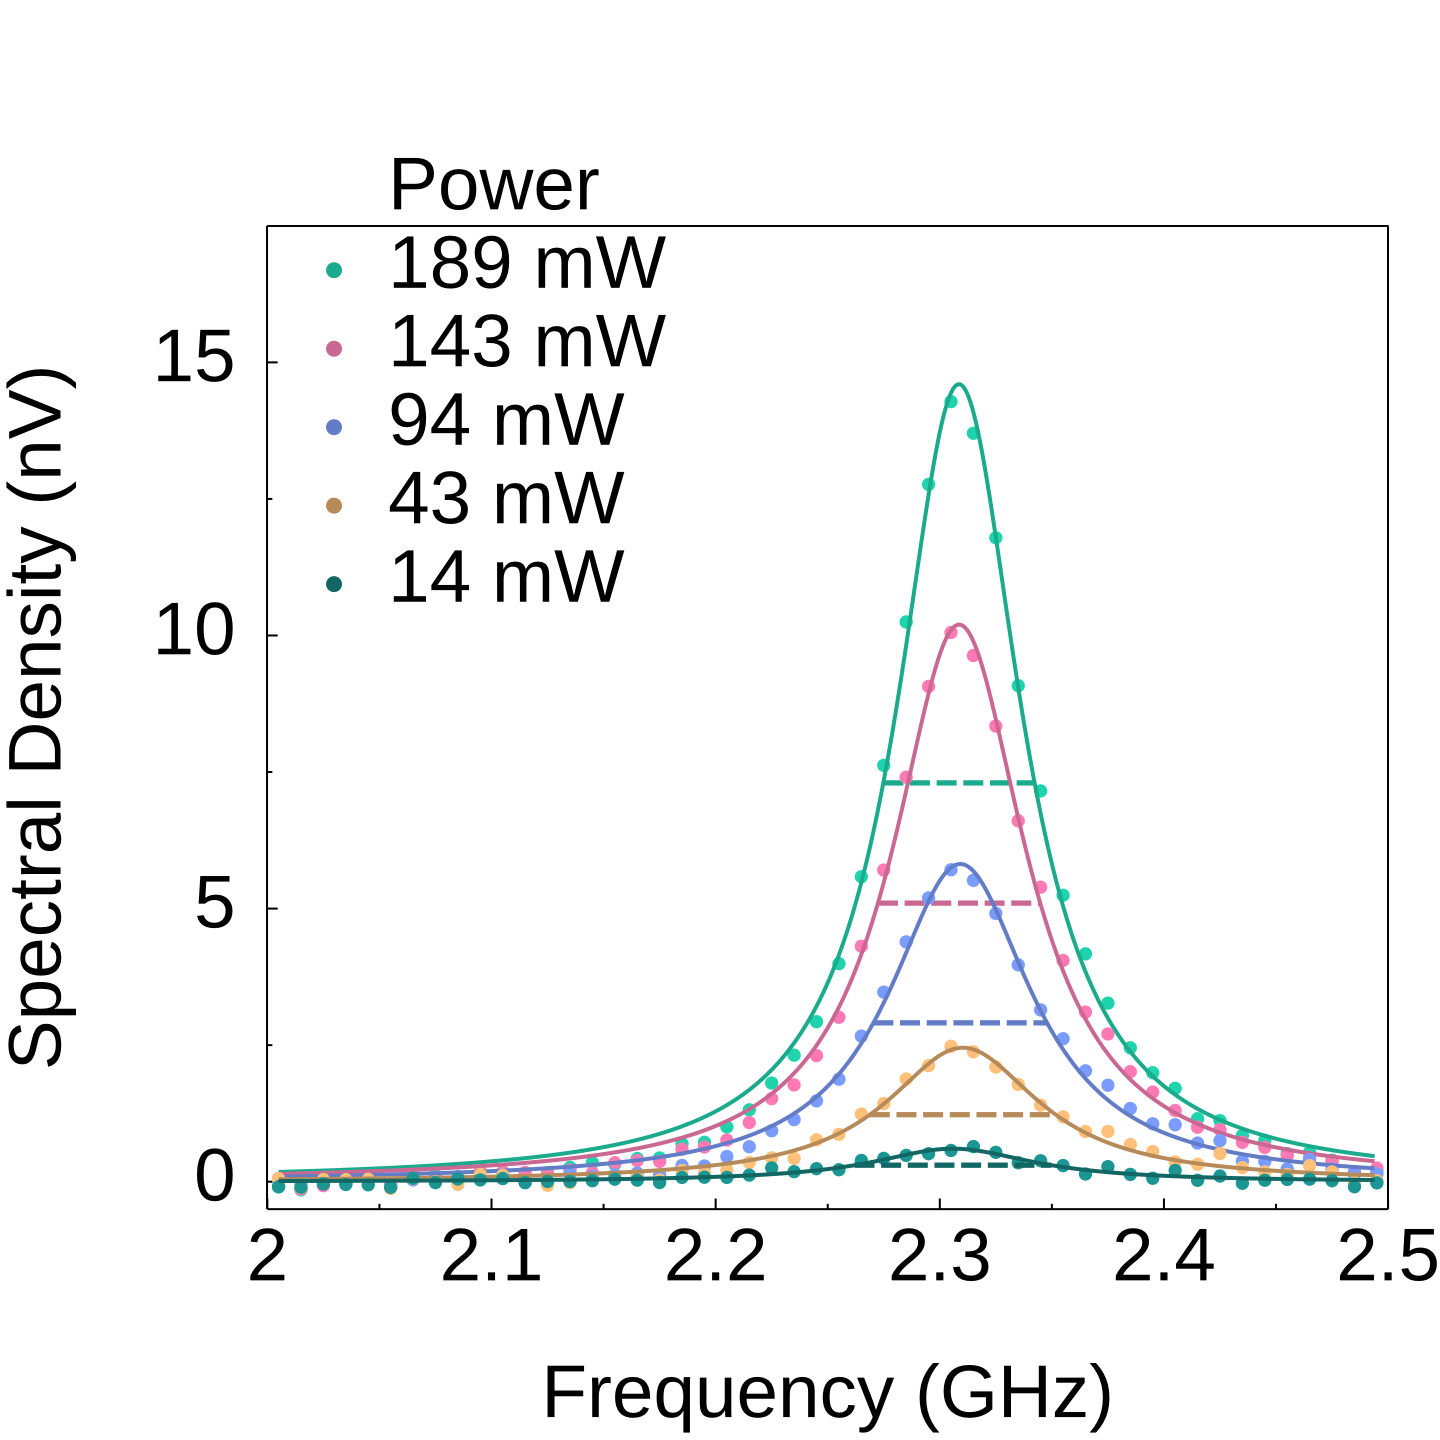 Power
189 mW
143 mW
94 mW
43 mW
14 mW
Spectral Density (nV)
15
10
5
0
2 2.1 2.2 2.3 2.4 2.5
Frequency (GHz)